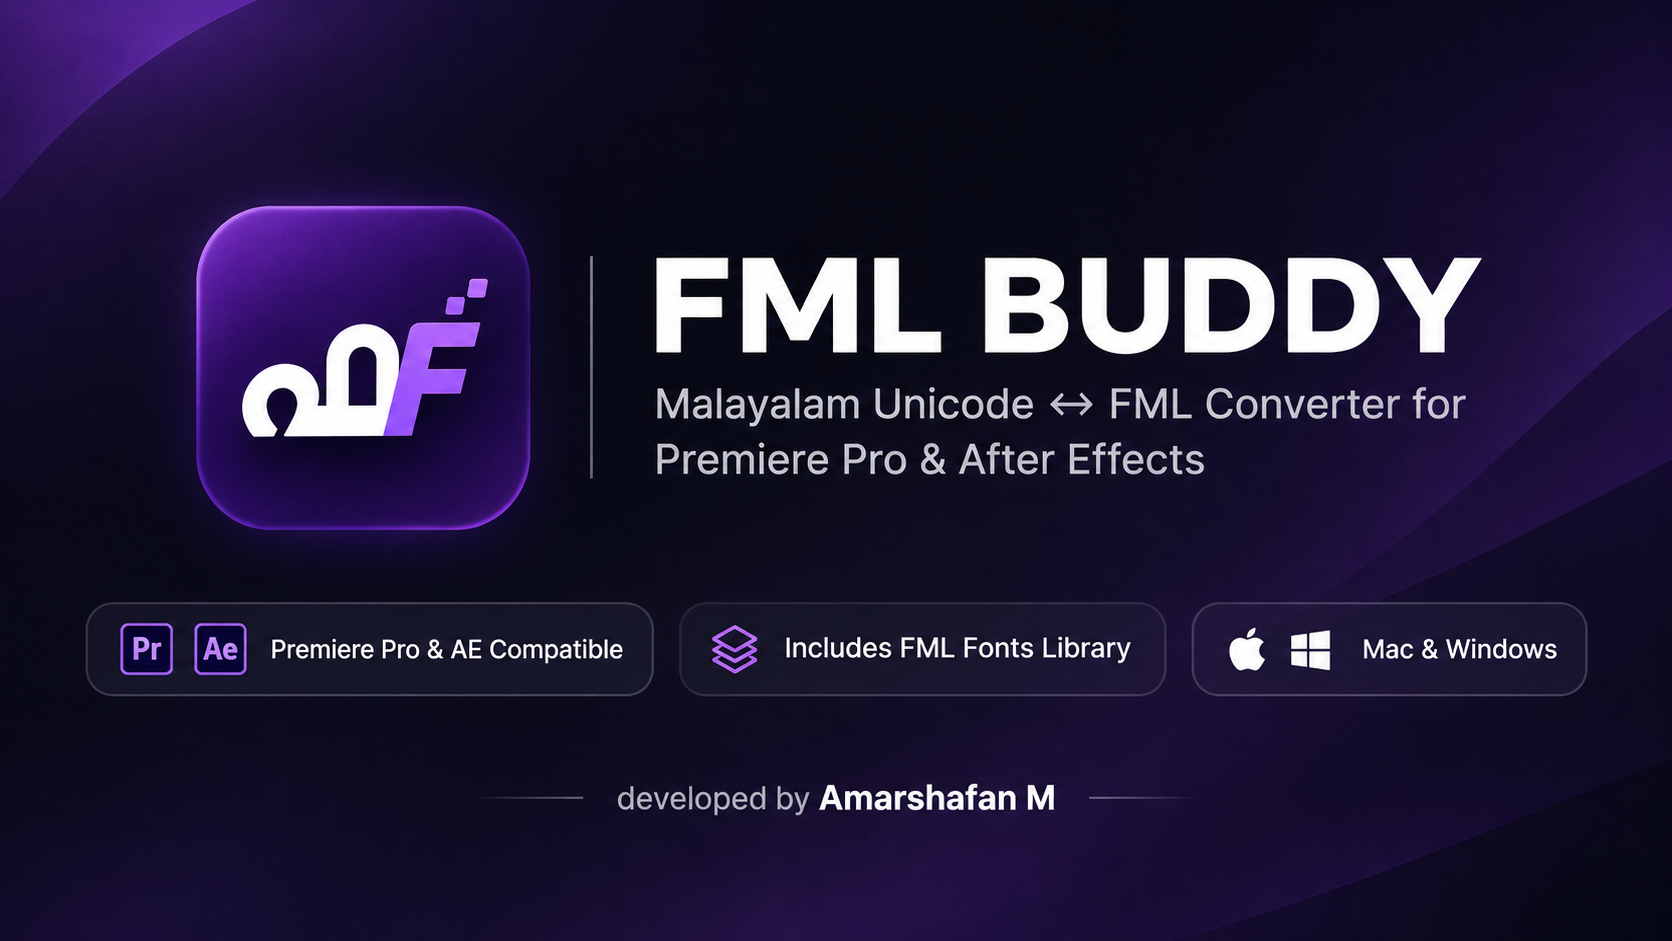 മF
FML BUDDY
Malayalam Unicode ↔ FML Converter for
Premiere Pro & After Effects
Pr Ae Premiere Pro & AE Compatible
Includes FML Fonts Library
Mac & Windows
developed by Amarshafan M